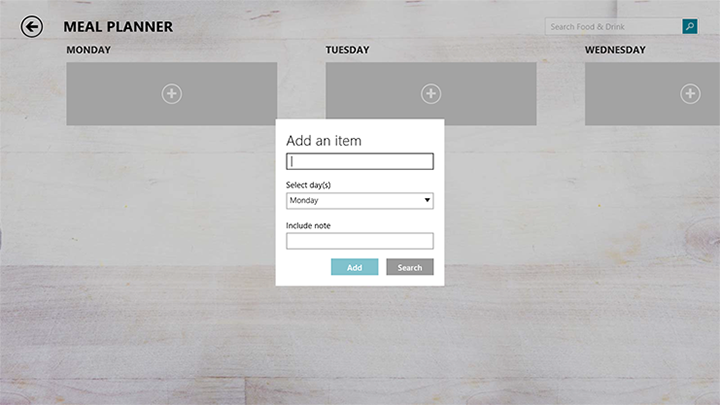 MEAL PLANNER
Search Food & Drink
MONDAY
TUESDAY
WEDNESDAY
Add an item
Select day(s)
Monday
Include note
Add
Search